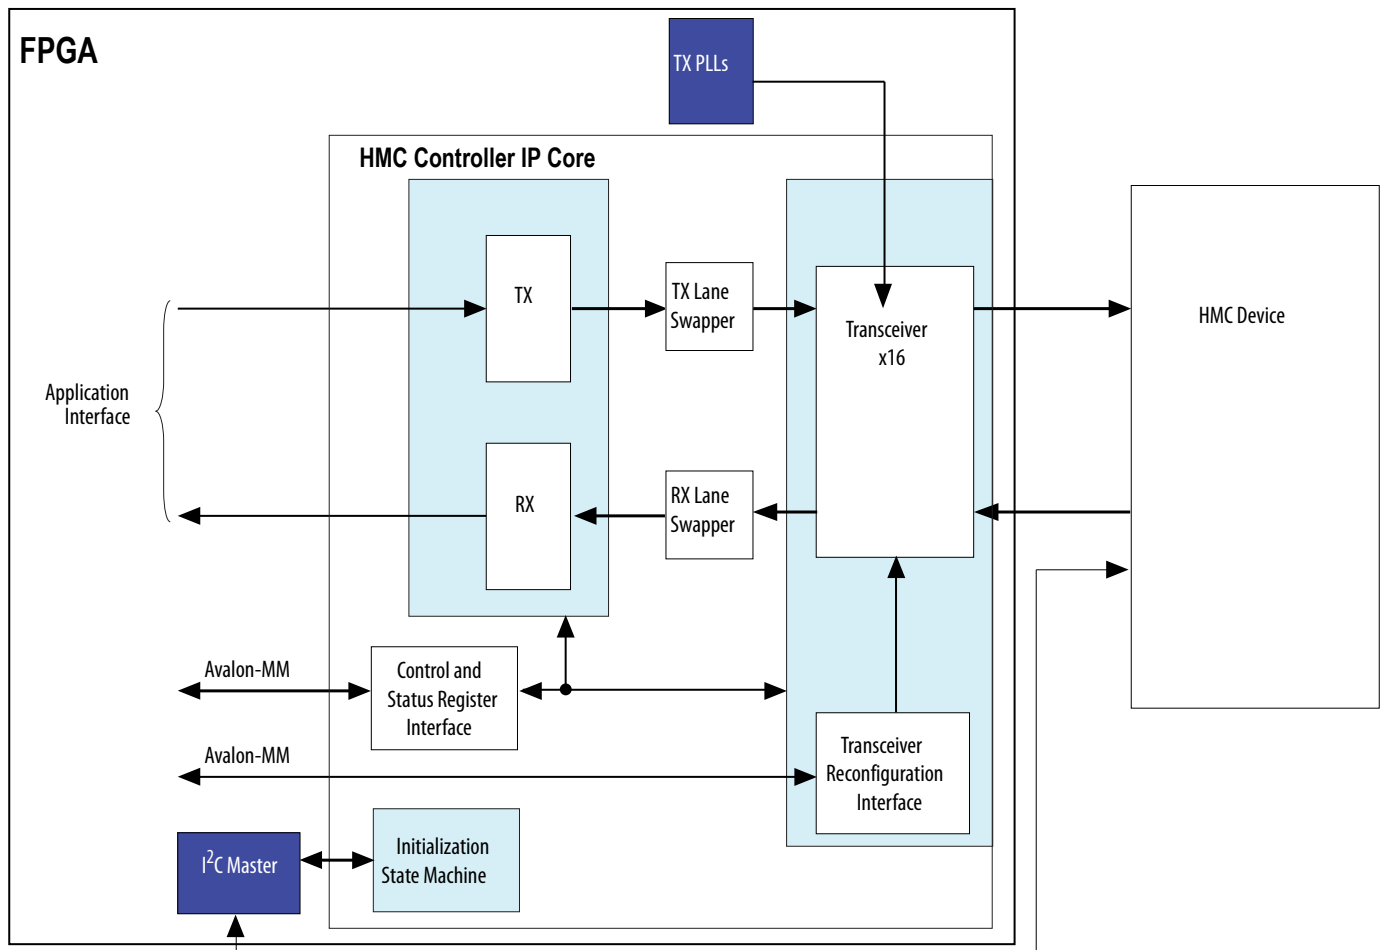 FPGA
TX PLLs
HMC Controller IP Core
TX
TX Lane
Swapper
Transceiver
x16
HMC Device
Application
Interface
RX
RX Lane
Swapper
Avalon-MM
Control and
Status Register
Interface
Avalon-MM
Transceiver
Reconfiguration
Interface
I²C Master
Initialization
State Machine